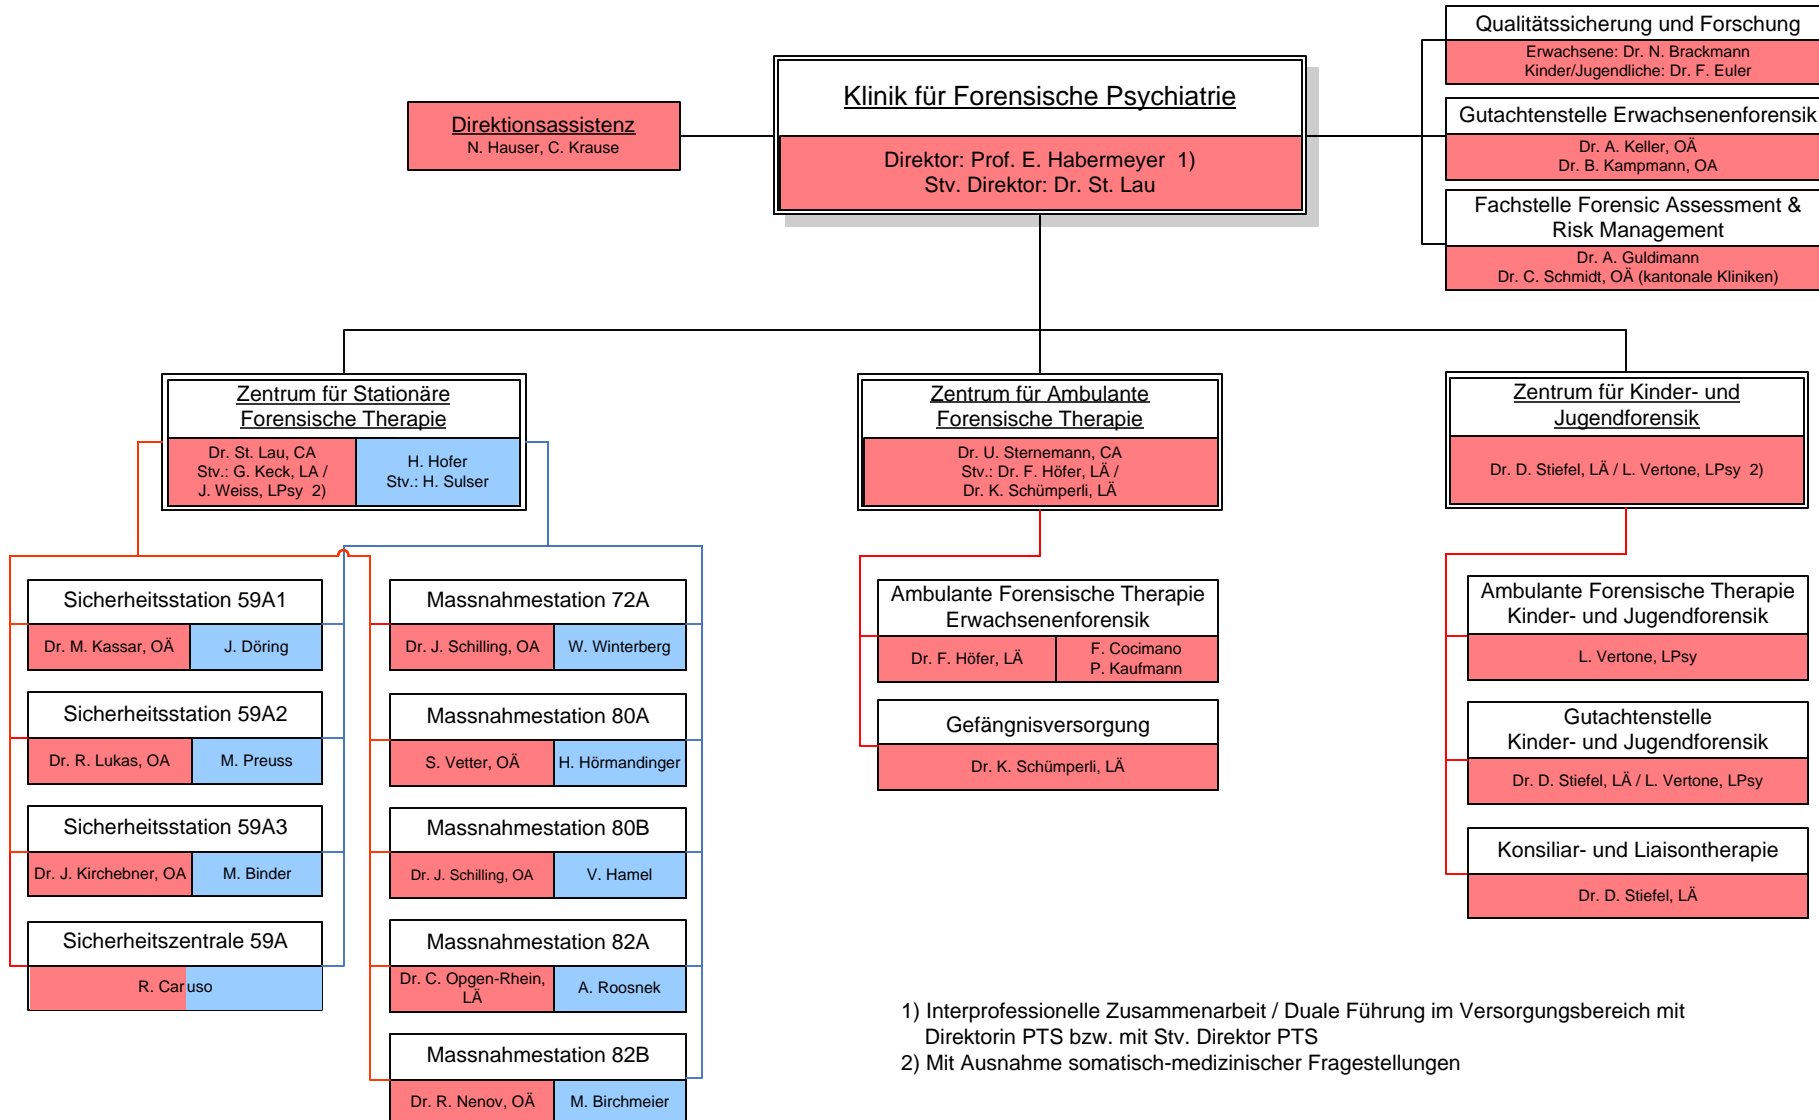 Qualitätssicherung und Forschung
Erwachsene: Dr. N. Brackmann
Kinder/Jugendliche: Dr. F. Euler
Klinik für Forensische Psychiatrie
Direktor: Prof. E. Habermeyer 1)
Stv. Direktor: Dr. St. Lau
Direktionsassistenz
N. Hauser, C. Krause
Gutachtenstelle Erwachsenenforensik
Dr. A. Keller, OÄ
Dr. B. Kampmann, OA
Fachstelle Forensic Assessment &
Risk Management
Dr. A. Guldimann
Dr. C. Schmidt, OÄ (kantonale Kliniken)
Zentrum für Stationäre
Forensische Therapie
Dr. St. Lau, CA
Stv.: G. Keck, LA /
J. Weiss, LPsy 2)
H. Hofer
Stv.: H. Sulser
Zentrum für Ambulante
Forensische Therapie
Dr. U. Sternemann, CA
Stv.: Dr. F. Höfer, LÄ /
Dr. K. Schümperli, LÄ
Zentrum für Kinder- und
Jugendforensik
Dr. D. Stiefel, LÄ / L. Vertone, LPsy 2)
Sicherheitsstation 59A1
Dr. M. Kassar, OÄ
J. Döring
Sicherheitsstation 59A2
Dr. R. Lukas, OA
M. Preuss
Sicherheitsstation 59A3
Dr. J. Kirchebner, OA
M. Binder
Sicherheitszentrale 59A
R. Caruso
Massnahmestation 72A
Dr. J. Schilling, OA
W. Winterberg
Massnahmestation 80A
S. Vetter, OÄ
H. Hörmandinger
Massnahmestation 80B
Dr. J. Schilling, OA
V. Hamel
Massnahmestation 82A
Dr. C. Opgen-Rhein,
LÄ
A. Roosnek
Massnahmestation 82B
Dr. R. Nenov, OÄ
M. Birchmeier
Ambulante Forensische Therapie
Erwachsenenforensik
Dr. F. Höfer, LÄ
F. Cocimano
P. Kaufmann
Gefängnisversorgung
Dr. K. Schümperli, LÄ
Ambulante Forensische Therapie
Kinder- und Jugendforensik
L. Vertone, LPsy
Gutachtenstelle
Kinder- und Jugendforensik
Dr. D. Stiefel, LÄ / L. Vertone, LPsy
Konsiliar- und Liaisontherapie
Dr. D. Stiefel, LÄ
1) Interprofessionelle Zusammenarbeit / Duale Führung im Versorgungsbereich mit
Direktorin PTS bzw. mit Stv. Direktor PTS
2) Mit Ausnahme somatisch-medizinischer Fragestellungen